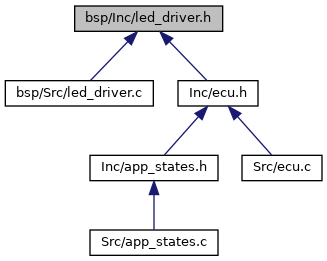 bsp/Inc/led_driver.h
bsp/Src/led_driver.c
Inc/ecu.h
Inc/app_states.h
Src/ecu.c
Src/app_states.c